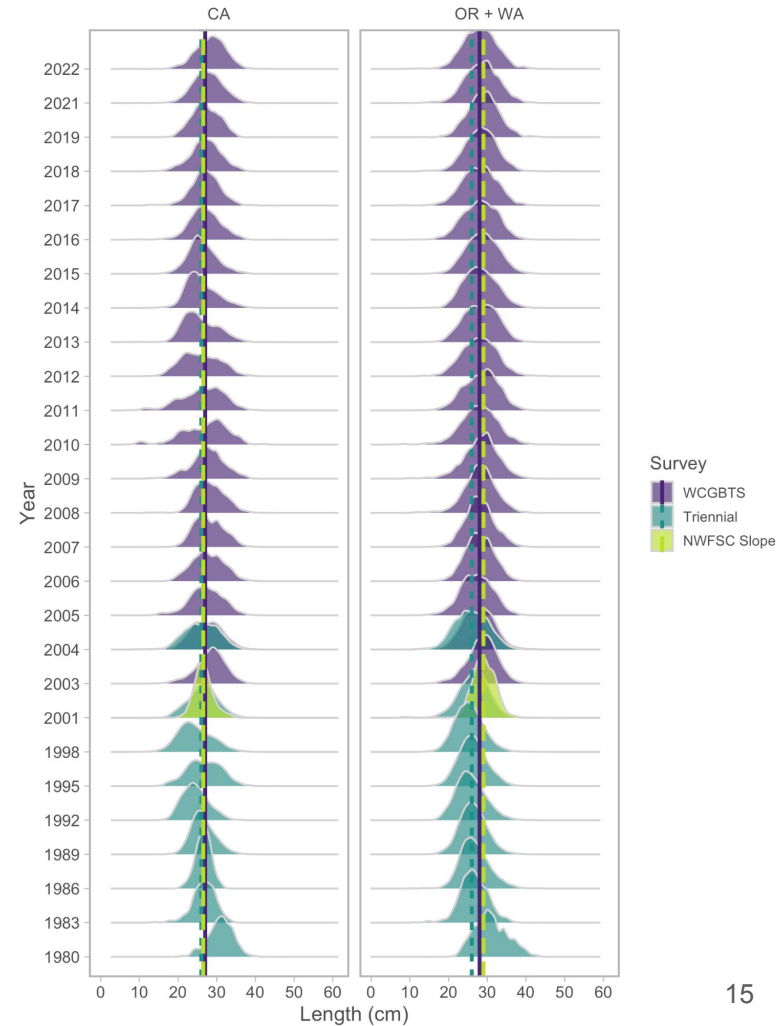 CA
OR + WA
2022
2021
2019
2018
2017
2016
2015
2014
2013
2012
2011
2010
2009
2008
2007
2006
2005
2004
2003
2001
1998
1995
1992
1989
1986
1983
1980
Year
0 10 20 30 40 50 60
0 10 20 30 40 50 60
Length (cm)
Survey
WCGBTS
Triennial
NWFSC Slope
15